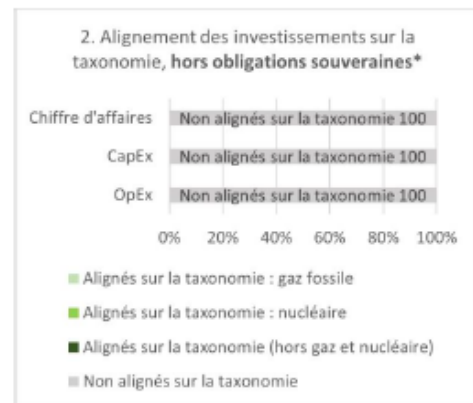 2. Alignement des investissements sur la
taxonomie, hors obligations souveraines*
Chiffre d'affaires
Non alignés sur la taxonomie 100
CapEx
Non alignés sur la taxonomie 100
OpEx
Non alignés sur la taxonomie 100
0% 20% 40% 60% 80% 100%
Alignés sur la taxonomie : gaz fossile
Alignés sur la taxonomie : nucléaire
Alignés sur la taxonomie (hors gaz et nucléaire)
Non alignés sur la taxonomie